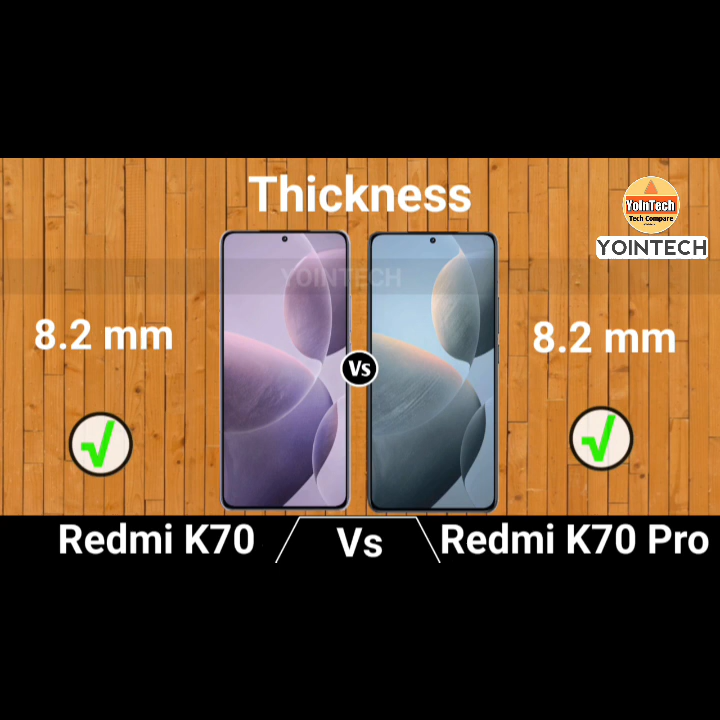 Thickness
YoInTech
Tech Compare
YOINTECH
YOINTECH
8.2 mm
Vs
8.2 mm
Redmi K70
Vs
Redmi K70 Pro